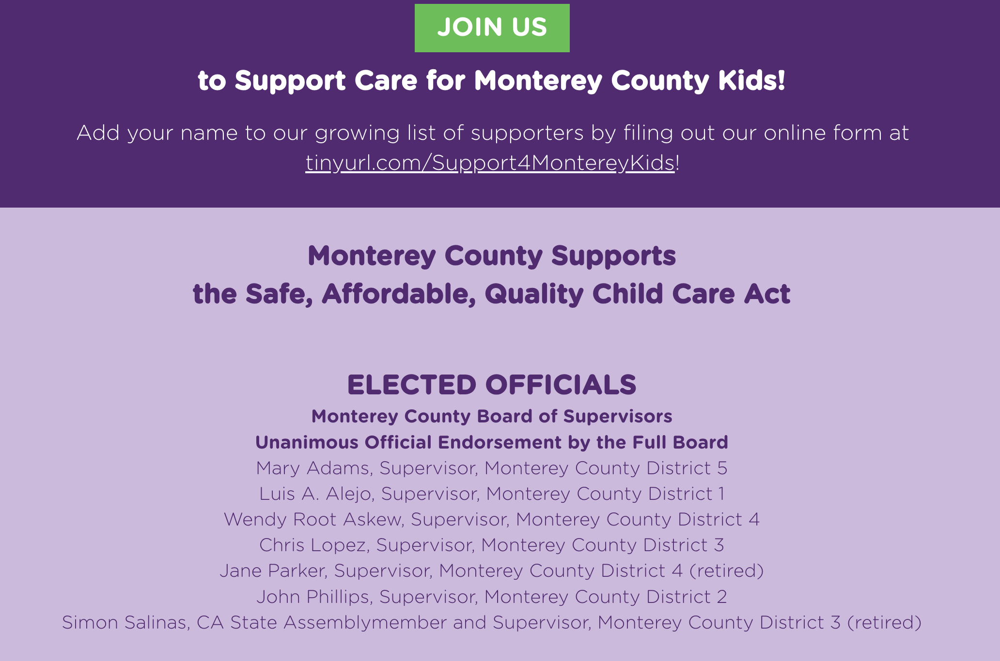 JOIN US
to Support Care for Monterey County Kids!
Add your name to our growing list of supporters by filing out our online form at
tinyurl.com/Support4MontereyKids!
Monterey County Supports
the Safe, Affordable, Quality Child Care Act
ELECTED OFFICIALS
Monterey County Board of Supervisors
Unanimous Official Endorsement by the Full Board
Mary Adams, Supervisor, Monterey County District 5
Luis A. Alejo, Supervisor, Monterey County District 1
Wendy Root Askew, Supervisor, Monterey County District 4
Chris Lopez, Supervisor, Monterey County District 3
Jane Parker, Supervisor, Monterey County District 4 (retired)
John Phillips, Supervisor, Monterey County District 2
Simon Salinas, CA State Assemblymember and Supervisor, Monterey County District 3 (retired)